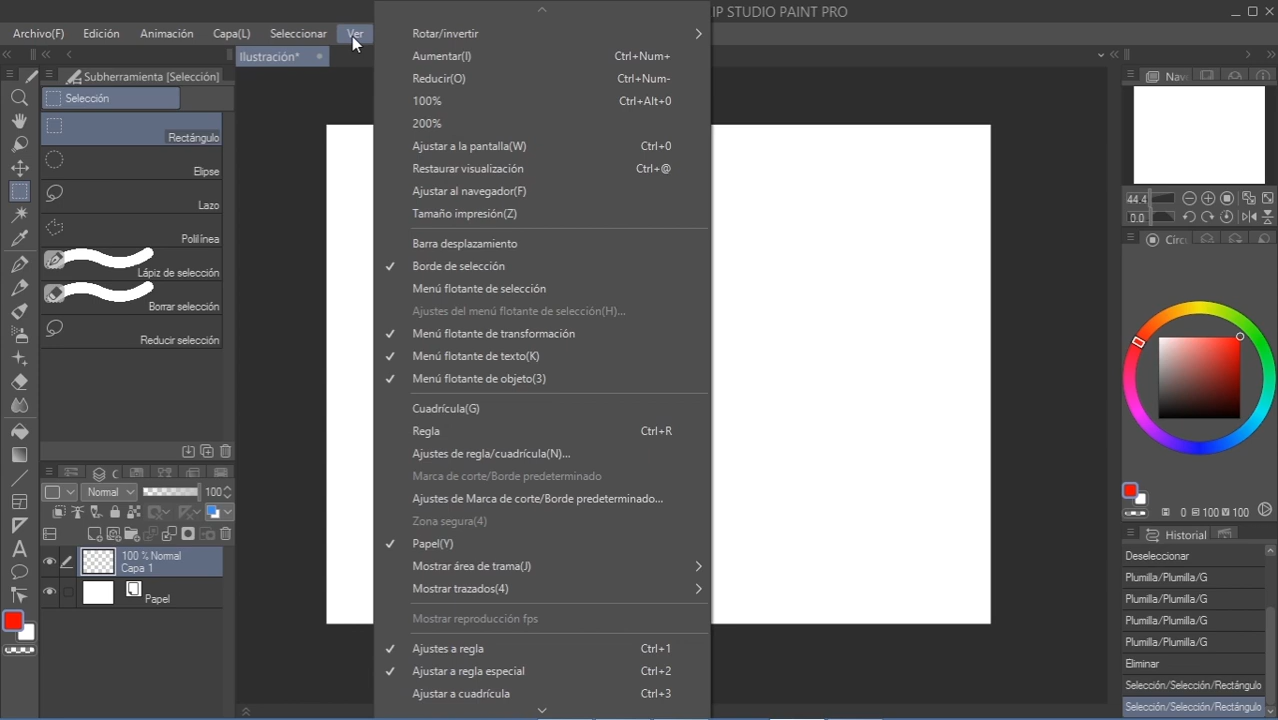 IP STUDIO PAINT PRO
Archivo(F) Edición Animación Capa(L) Seleccionar Ver
Ilustración*
Subherramienta [Selección]
Selección
Rectángulo
Elipse
Lazo
Polilínea
Lápiz de selección
Borrar selección
Reducir selección
Normal 100
100 % Normal
Capa 1
Papel
Rotar/invertir
Aumentar(I) Ctrl+Num+
Reducir(O) Ctrl+Num-
100% Ctrl+Alt+0
200%
Ajustar a la pantalla(W) Ctrl+0
Restaurar visualización Ctrl+@
Ajustar al navegador(F)
Tamaño impresión(Z)
Barra desplazamiento
Borde de selección
Menú flotante de selección
Ajustes del menú flotante de selección(H)...
Menú flotante de transformación
Menú flotante de texto(K)
Menú flotante de objeto(3)
Cuadrícula(G)
Regla Ctrl+R
Ajustes de regla/cuadrícula(N)...
Marca de corte/Borde predeterminado
Ajustes de Marca de corte/Borde predeterminado...
Zona segura(4)
Papel(Y)
Mostrar área de trama(J)
Mostrar trazados(4)
Mostrar reproducción fps
Ajustes a regla Ctrl+1
Ajustar a regla especial Ctrl+2
Ajustar a cuadrícula Ctrl+3
Nav
44.4
0.0
Circ
0 100 100
Historial
Deseleccionar
Plumilla/Plumilla/G
Plumilla/Plumilla/G
Plumilla/Plumilla/G
Plumilla/Plumilla/G
Eliminar
Selección/Selección/Rectángulo
Selección/Selección/Rectángulo